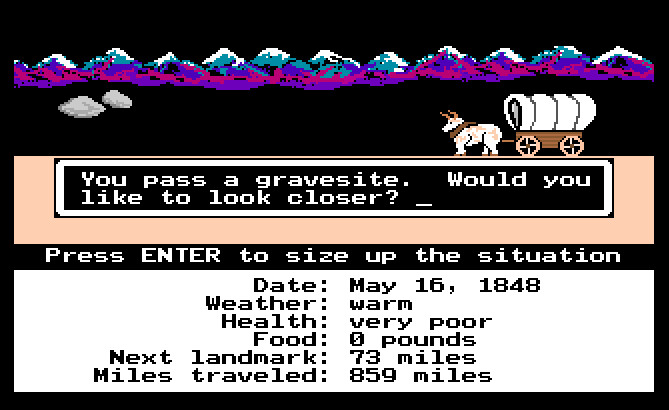 You pass a gravesite.  Would you
like to look closer? _
Press ENTER to size up the situation
Date: May 16, 1848
Weather: warm
Health: very poor
Food: 0 pounds
Next landmark: 73 miles
Miles traveled: 859 miles